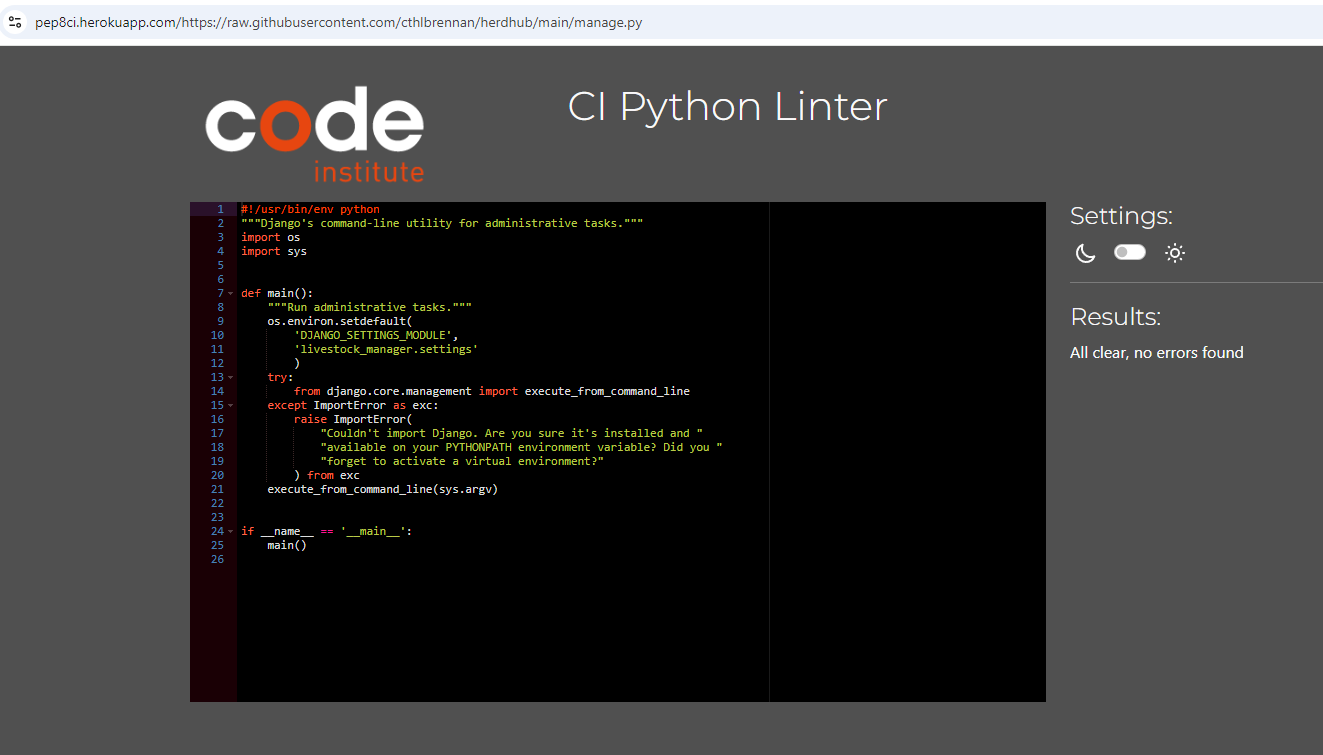 pep8ci.herokuapp.com/https://raw.githubusercontent.com/cthlbrennan/herdhub/main/manage.py
code
institute
CI Python Linter
1 #!/usr/bin/env python
2 """Django's command-line utility for administrative tasks."""
3 import os
4 import sys
5
6
7 def main():
8     """Run administrative tasks."""
9     os.environ.setdefault(
10         'DJANGO_SETTINGS_MODULE',
11         'livestock_manager.settings'
12         )
13     try:
14         from django.core.management import execute_from_command_line
15     except ImportError as exc:
16         raise ImportError(
17             "Couldn't import Django. Are you sure it's installed and "
18             "available on your PYTHONPATH environment variable? Did you "
19             "forget to activate a virtual environment?"
20         ) from exc
21     execute_from_command_line(sys.argv)
22
23
24 if __name__ == '__main__':
25     main()
26
Settings:
Results:
All clear, no errors found